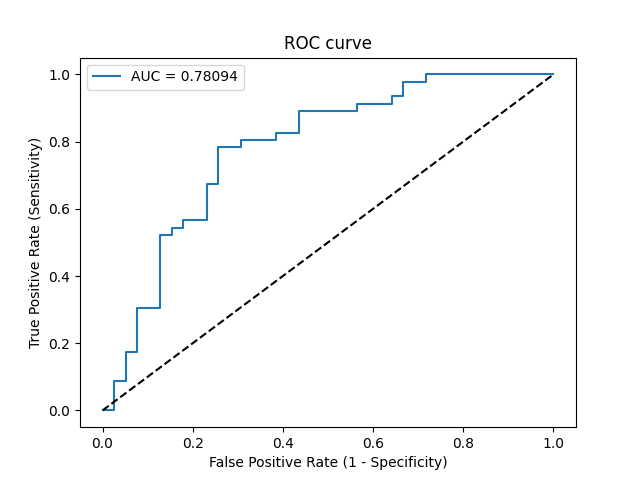 ROC curve
AUC = 0.78094
True Positive Rate (Sensitivity)
1.0
0.8
0.6
0.4
0.2
0.0
0.0 0.2 0.4 0.6 0.8 1.0
False Positive Rate (1 - Specificity)